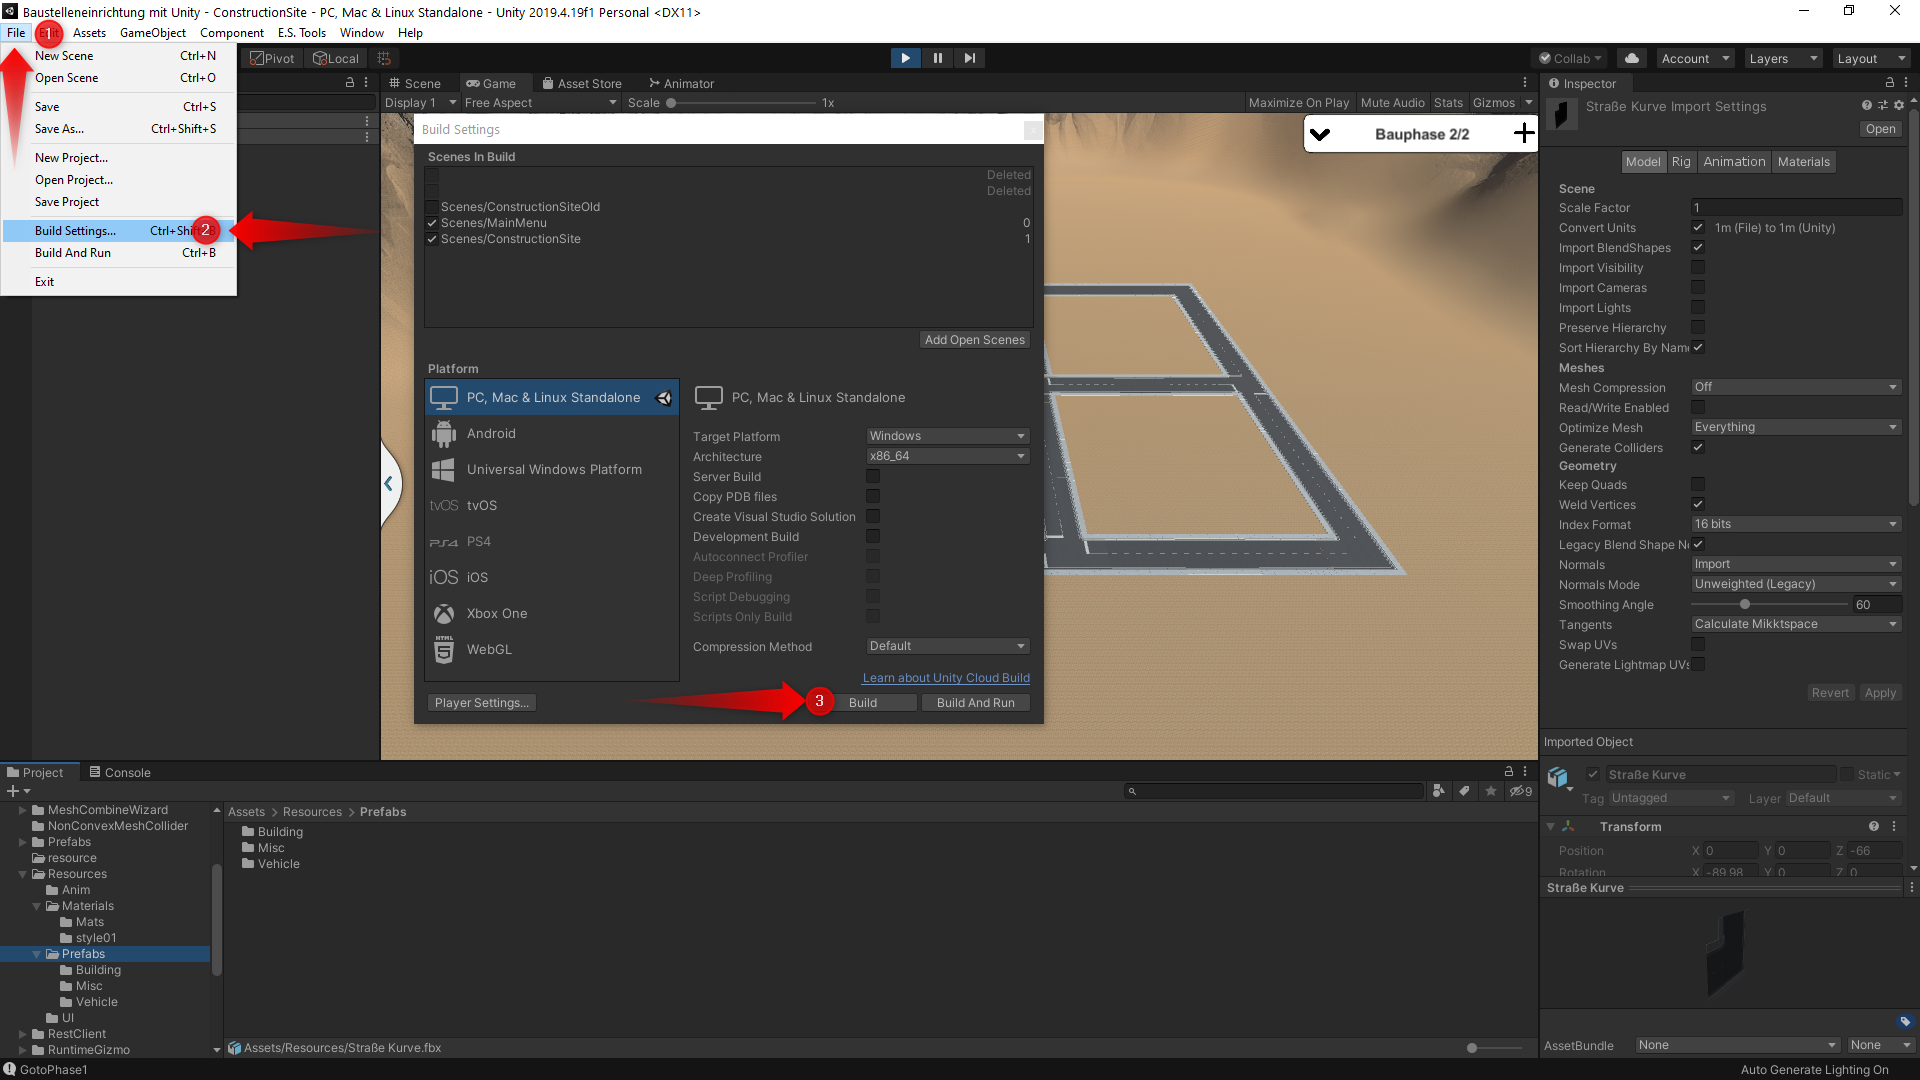 Baustelleneinrichtung mit Unity - ConstructionSite - PC, Mac & Linux Standalone - Unity 2019.4.19f1 Personal <DX11>
File 1 Assets GameObject Component E.S. Tools Window Help
New Scene Ctrl+N
Open Scene Ctrl+O
Save Ctrl+S
Save As... Ctrl+Shift+S
New Project...
Open Project...
Save Project
Build Settings... Ctrl+Shift 2 B
Build And Run Ctrl+B
Exit
Pivot Local
Collab Account Layers Layout
Scene Game Asset Store Animator
Display 1 Free Aspect Scale 1x Maximize On Play Mute Audio Stats Gizmos
Bauphase 2/2
Build Settings
Scenes In Build
Deleted
Deleted
Scenes/ConstructionSiteOld
Scenes/MainMenu 0
Scenes/ConstructionSite 1
Add Open Scenes
Platform
PC, Mac & Linux Standalone
Android
Universal Windows Platform
tvOS tvOS
PS4 PS4
iOS iOS
Xbox One
HTML 5 WebGL
PC, Mac & Linux Standalone
Target Platform Windows
Architecture x86_64
Server Build
Copy PDB files
Create Visual Studio Solution
Development Build
Autoconnect Profiler
Deep Profiling
Script Debugging
Scripts Only Build
Compression Method Default
Learn about Unity Cloud Build
Player Settings... 3 Build Build And Run
Inspector
Straße Kurve Import Settings
Open
Model Rig Animation Materials
Scene
Scale Factor 1
Convert Units 1m (File) to 1m (Unity)
Import BlendShapes
Import Visibility
Import Cameras
Import Lights
Preserve Hierarchy
Sort Hierarchy By Nam
Meshes
Mesh Compression Off
Read/Write Enabled
Optimize Mesh Everything
Generate Colliders
Geometry
Keep Quads
Weld Vertices
Index Format 16 bits
Legacy Blend Shape N
Normals Import
Normals Mode Unweighted (Legacy)
Smoothing Angle 60
Tangents Calculate Mikktspace
Swap UVs
Generate Lightmap UVs
Revert Apply
Imported Object
Straße Kurve Static
Tag Untagged Layer Default
Transform
Position X 0 Y 0 Z -66
Rotation X -89.98 Y 0 Z 0
Straße Kurve
AssetBundle None None
Project Console
9
MeshCombineWizard
NonConvexMeshCollider
Prefabs
resource
Resources
Anim
Materials
Mats
style01
Prefabs
Building
Misc
Vehicle
UI
RestClient
RuntimeGizmo
Assets > Resources > Prefabs
Building
Misc
Vehicle
Assets/Resources/Straße Kurve.fbx
GotoPhase1
Auto Generate Lighting On